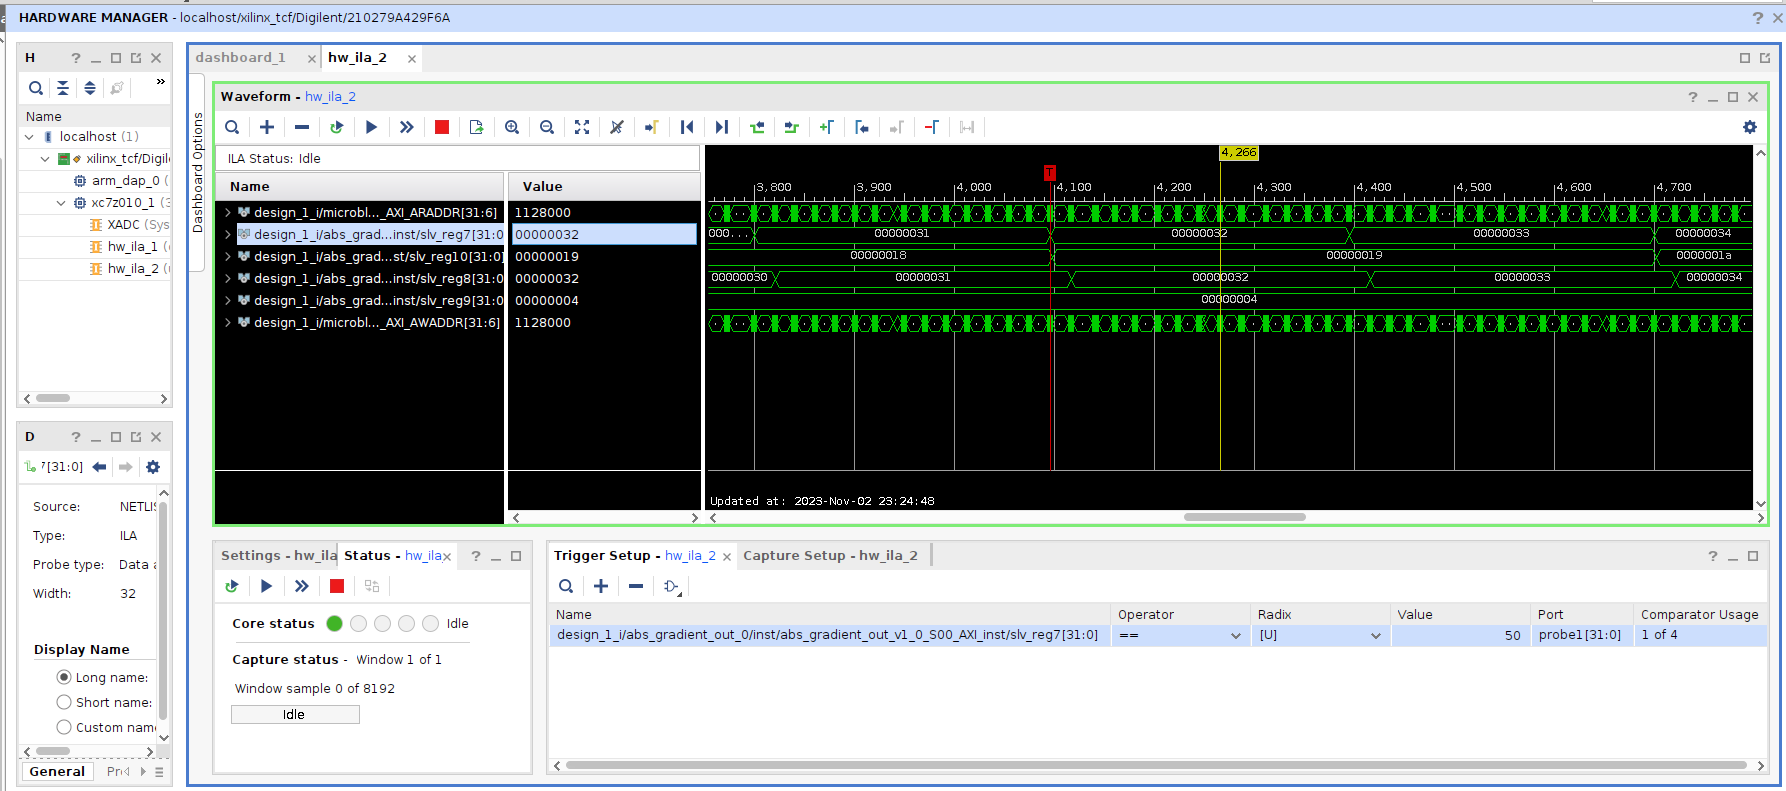 HARDWARE MANAGER - localhost/xilinx_tcf/Digilent/210279A429F6A
H
Name
localhost (1)
xilinx_tcf/Digil
arm_dap_0
xc7z010_1
XADC (Sys
hw_ila_1
hw_ila_2
D
7[31:0]
Source: NETLIS
Type: ILA
Probe type: Data a
Width: 32
Display Name
Long name:
Short name:
Custom name
General
dashboard_1
hw_ila_2
Dashboard Options
Waveform - hw_ila_2
ILA Status: Idle
Name Value
design_1_i/microbl..._AXI_ARADDR[31:6] 1128000
design_1_i/abs_grad...inst/slv_reg7[31:0 00000032
design_1_i/abs_grad...st/slv_reg10[31:0] 00000019
design_1_i/abs_grad...inst/slv_reg8[31:0 00000032
design_1_i/abs_grad...inst/slv_reg9[31:0 00000004
design_1_i/microbl..._AXI_AWADDR[31:6] 1128000
4,266
T
3,800 3,900 4,000 4,100 4,200 4,300 4,400 4,500 4,600 4,700
000... 00000031 00000032 00000033 00000034
00000018 00000019 0000001a
00000030 00000031 00000032 00000033 00000034
00000004
Updated at: 2023-Nov-02 23:24:48
Settings - hw_ila
Status - hw_ila
Core status Idle
Capture status - Window 1 of 1
Window sample 0 of 8192
Idle
Trigger Setup - hw_ila_2
Capture Setup - hw_ila_2
Name Operator Radix Value Port Comparator Usage
design_1_i/abs_gradient_out_0/inst/abs_gradient_out_v1_0_S00_AXI_inst/slv_reg7[31:0] == [U] 50 probe1[31:0] 1 of 4